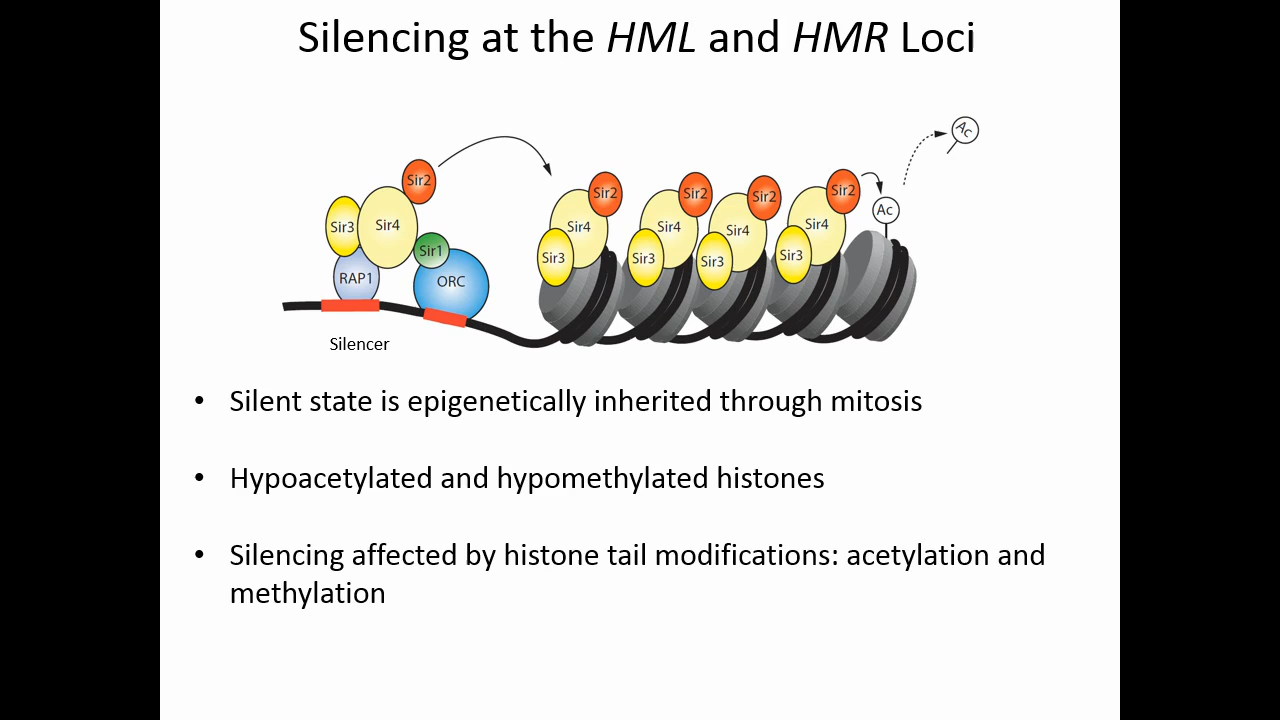 Silencing at the HML and HMR Loci
Ac
Sir2
Sir2
Sir2
Sir2
Sir2
Ac
Sir3
Sir4
Sir4
Sir4
Sir4
Sir4
Sir1
Sir3
Sir3
Sir3
Sir3
RAP1
ORC
Silencer
• Silent state is epigenetically inherited through mitosis
• Hypoacetylated and hypomethylated histones
• Silencing affected by histone tail modifications: acetylation and
methylation